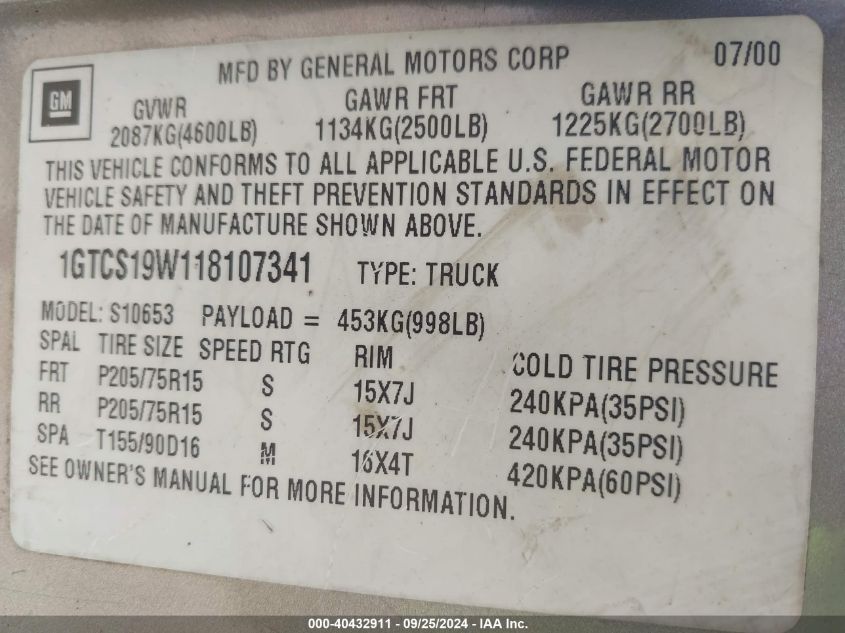 MFD BY GENERAL MOTORS CORP 07/00
GM
GVWR GAWR FRT GAWR RR
2087KG(4600LB) 1134KG(2500LB) 1225KG(2700LB)
THIS VEHICLE CONFORMS TO ALL APPLICABLE U.S. FEDERAL MOTOR
VEHICLE SAFETY AND THEFT PREVENTION STANDARDS IN EFFECT ON
THE DATE OF MANUFACTURE SHOWN ABOVE.
1GTCS19W118107341 TYPE: TRUCK
MODEL: S10653 PAYLOAD = 453KG(998LB)
SPAL TIRE SIZE SPEED RTG RIM COLD TIRE PRESSURE
FRT P205/75R15 S 15X7J 240KPA(35PSI)
RR P205/75R15 S 15X7J 240KPA(35PSI)
SPA T155/90D16 M 16X4T 420KPA(60PSI)
SEE OWNER'S MANUAL FOR MORE INFORMATION.
000-40432911 - 09/25/2024 - IAA Inc.